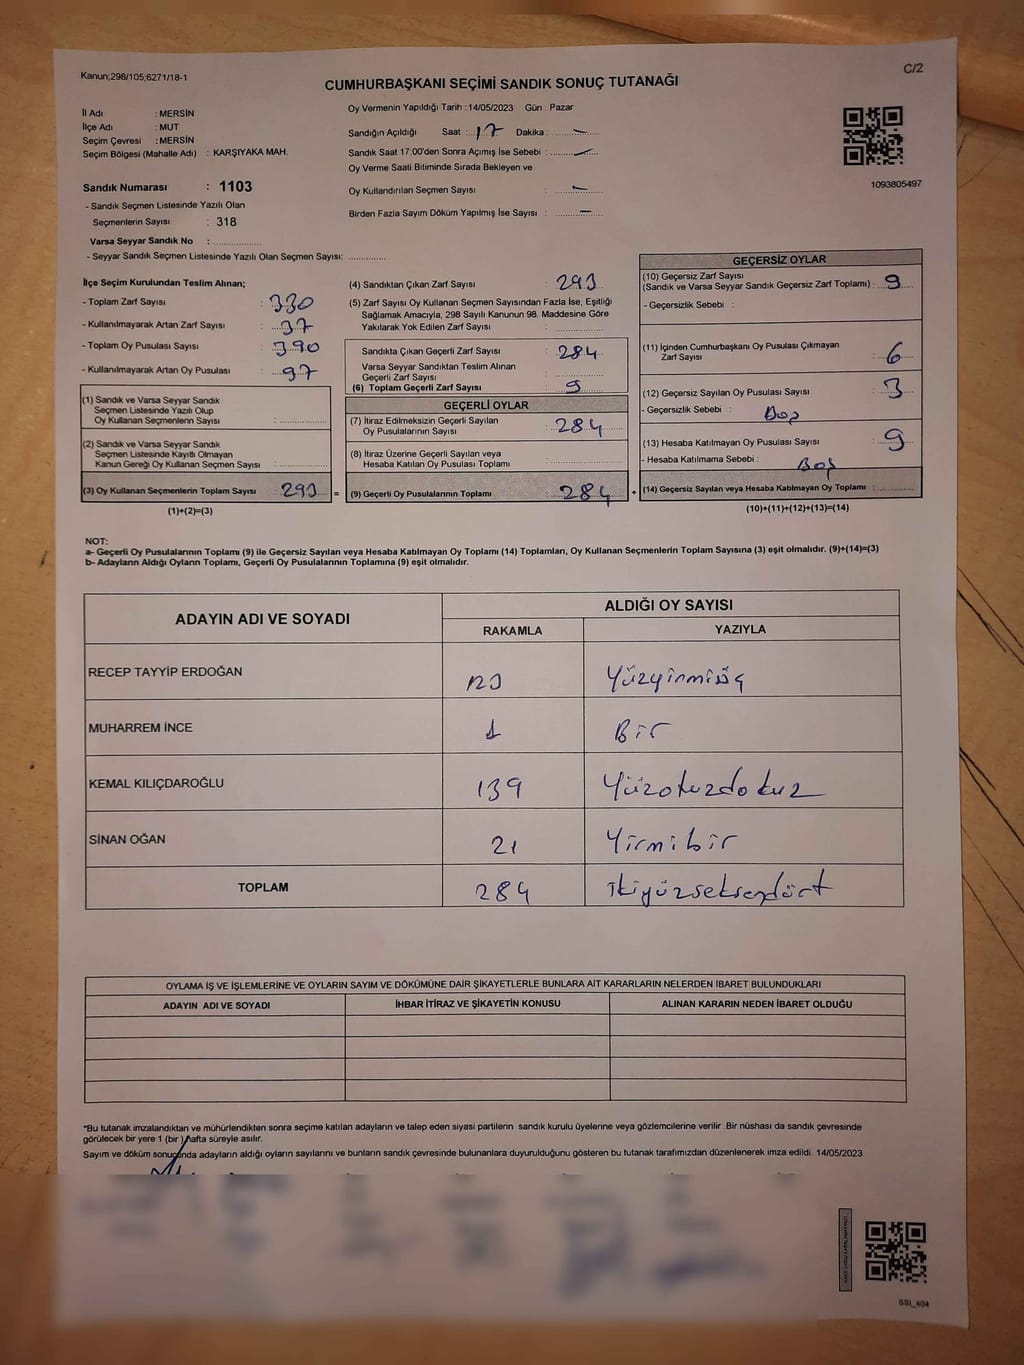 Kanun;298/105;6271/18-1
C/2
CUMHURBAŞKANI SEÇİMİ SANDIK SONUÇ TUTANAĞI
İl Adı : MERSİN
İlçe Adı : MUT
Seçim Çevresi : MERSİN
Seçim Bölgesi (Mahalle Adı) : KARŞIYAKA MAH.
Sandık Numarası : 1103
- Sandık Seçmen Listesinde Yazılı Olan
Seçmenlerin Sayısı : 318
Varsa Seyyar Sandık No : ................
- Seyyar Sandık Seçmen Listesinde Yazılı Olan Seçmen Sayısı: ............
Oy Vermenin Yapıldığı Tarih : 14/05/2023 Gün : Pazar
Sandığın Açıldığı Saat : 17 Dakika : —
Sandık Saat 17:00'den Sonra Açımış İse Sebebi : —
Oy Verme Saati Bitiminde Sırada Bekleyen ve
Oy Kullandırılan Seçmen Sayısı : —
Birden Fazla Sayım Döküm Yapılmış İse Sayısı : —
1093805497
İlçe Seçim Kurulundan Teslim Alınan;
- Toplam Zarf Sayısı : 330
- Kullanılmayarak Artan Zarf Sayısı : 37
- Toplam Oy Pusulası Sayısı : 390
- Kullanılmayarak Artan Oy Pusulası : 97
(1) Sandık ve Varsa Seyyar Sandık
Seçmen Listesinde Yazılı Olup
Oy Kullanan Seçmenlerin Sayısı : ............
(2) Sandık ve Varsa Seyyar Sandık
Seçmen Listesinde Kayıtlı Olmayan
Kanun Gereği Oy Kullanan Seçmen Sayısı : ............
(3) Oy Kullanan Seçmenlerin Toplam Sayısı : 293 =
(1)+(2)=(3)
(4) Sandıktan Çıkan Zarf Sayısı : 293
(5) Zarf Sayısı Oy Kullanan Seçmen Sayısından Fazla İse, Eşitliği
Sağlamak Amacıyla, 298 Sayılı Kanunun 98. Maddesine Göre
Yakılarak Yok Edilen Zarf Sayısı : ............
Sandıkta Çıkan Geçerli Zarf Sayısı : 284
Varsa Seyyar Sandıktan Teslim Alınan
Geçerli Zarf Sayısı : ............
(6) Toplam Geçerli Zarf Sayısı : 9
GEÇERLİ OYLAR
(7) İtiraz Edilmeksizin Geçerli Sayılan
Oy Pusulalarının Sayısı : 284
(8) İtiraz Üzerine Geçerli Sayılan veya
Hesaba Katılan Oy Pusulası Toplamı : ............
(9) Geçerli Oy Pusulalarının Toplamı : 284 +
GEÇERSİZ OYLAR
(10) Geçersiz Zarf Sayısı
(Sandık ve Varsa Seyyar Sandık Geçersiz Zarf Toplamı) : 9
- Geçersizlik Sebebi :
(11) İçinden Cumhurbaşkanı Oy Pusulası Çıkmayan
Zarf Sayısı : 6
(12) Geçersiz Sayılan Oy Pusulası Sayısı : 3
- Geçersizlik Sebebi : Boş
(13) Hesaba Katılmayan Oy Pusulası Sayısı : 9
- Hesaba Katılmama Sebebi : Boş
(14) Geçersiz Sayılan veya Hesaba Katılmayan Oy Toplamı : ............
(10)+(11)+(12)+(13)=(14)
NOT:
a- Geçerli Oy Pusulalarının Toplamı (9) ile Geçersiz Sayılan veya Hesaba Katılmayan Oy Toplamı (14) Toplamları, Oy Kullanan Seçmenlerin Toplam Sayısına (3) eşit olmalıdır. (9)+(14)=(3)
b- Adayların Aldığı Oyların Toplamı, Geçerli Oy Pusulalarının Toplamına (9) eşit olmalıdır.
ADAYIN ADI VE SOYADI
ALDIĞI OY SAYISI
RAKAMLA YAZIYLA
RECEP TAYYİP ERDOĞAN 123 Yüzyirmiüç
MUHARREM İNCE 1 Bir
KEMAL KILIÇDAROĞLU 139 Yüzotuzdokuz
SİNAN OĞAN 21 Yirmibir
TOPLAM 284 ikiyüzseksendört
OYLAMA İŞ VE İŞLEMLERİNE VE OYLARIN SAYIM VE DÖKÜMÜNE DAİR ŞİKAYETLERLE BUNLARA AİT KARARLARIN NELERDEN İBARET BULUNDUKLARI
ADAYIN ADI VE SOYADI İHBAR İTİRAZ VE ŞİKAYETİN KONUSU ALINAN KARARIN NEDEN İBARET OLDUĞU
*Bu tutanak imzalandıktan ve mühürlendikten sonra seçime katılan adayların ve talep eden siyasi partilerin sandık kurulu üyelerine veya gözlemcilerine verilir .Bir nüshası da sandık çevresinde
görülecek bir yere 1 (bir ) hafta süreyle asılır.
Sayım ve döküm sonucunda adayların aldığı oyların sayılarını ve bunların sandık çevresinde bulunanlara duyurulduğunu gösteren bu tutanak tarafımızdan düzenlenerek imza edildi. 14/05/2023
SSI_404